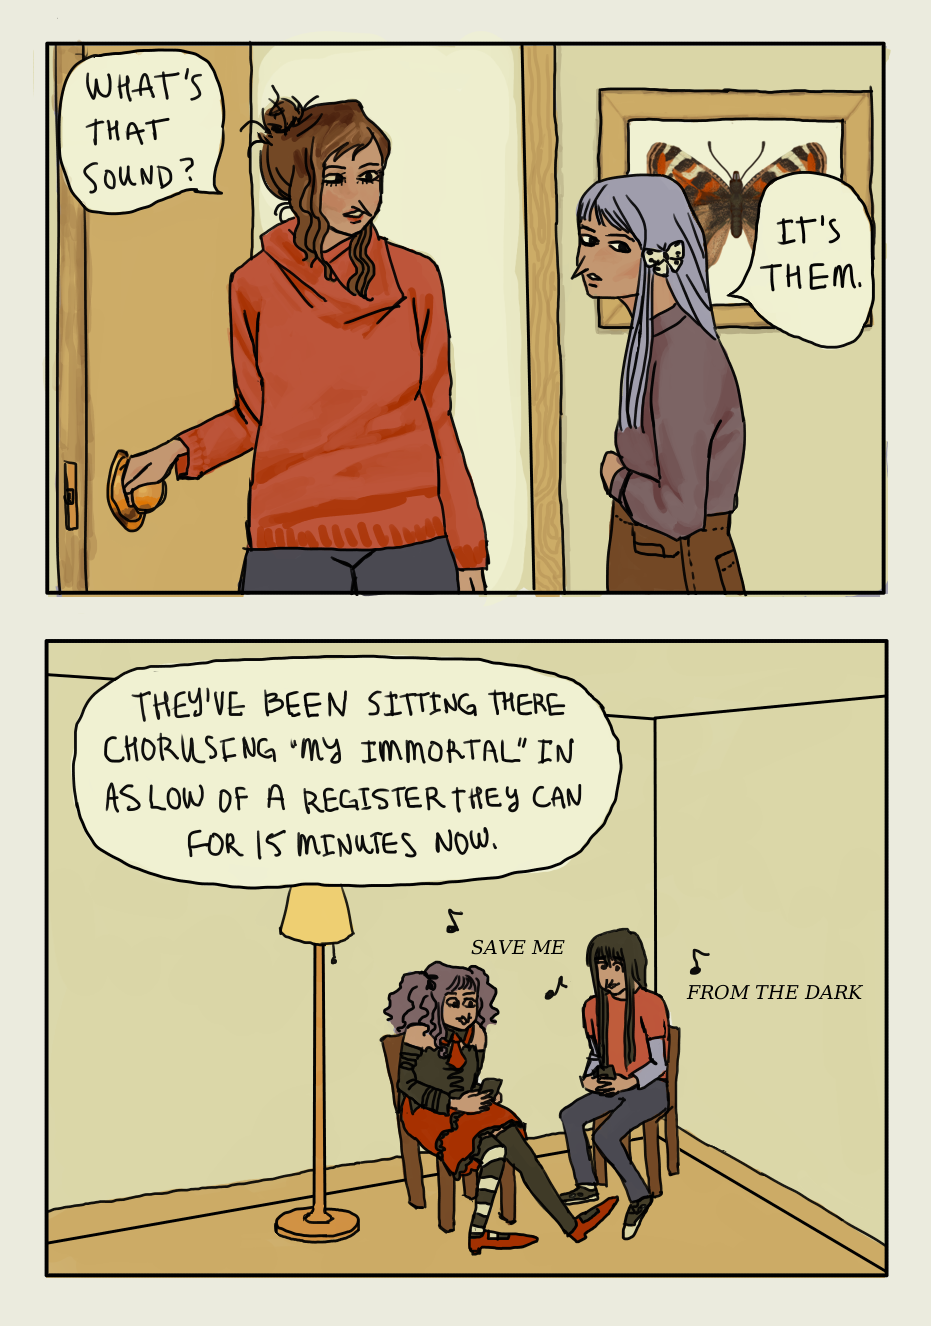 WHAT'S
THAT
SOUND?
IT'S
THEM.
THEY'VE BEEN SITTING THERE
CHORUSING "MY IMMORTAL" IN
AS LOW OF A REGISTER THEY CAN
FOR 15 MINUTES NOW.
SAVE ME
FROM THE DARK